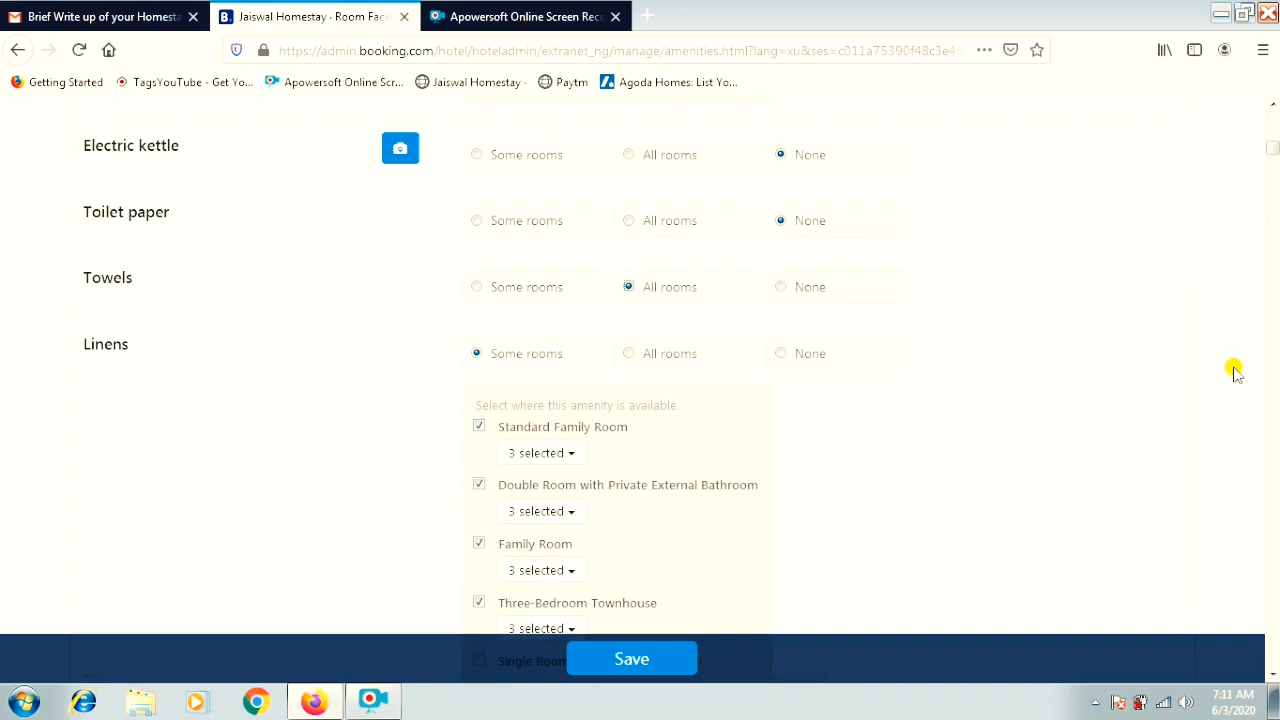 Brief Write up of your Homesta
Jaiswal Homestay · Room Fac
Apowersoft Online Screen Rec
https://admin.booking.com/hotel/hoteladmin/extranet_ng/manage/amenities.html?lang=xu&ses=c011a75390f48c3e4
Getting Started
TagsYouTube - Get Yo...
Apowersoft Online Scr...
Jaiswal Homestay ·
Paytm
Agoda Homes: List Yo...
Electric kettle
Some rooms
All rooms
None
Toilet paper
Some rooms
All rooms
None
Towels
Some rooms
All rooms
None
Linens
Some rooms
All rooms
None
Select where this amenity is available.
Standard Family Room
3 selected
Double Room with Private External Bathroom
3 selected
Family Room
3 selected
Three-Bedroom Townhouse
3 selected
Single Room
Save
7:11 AM
6/3/2020